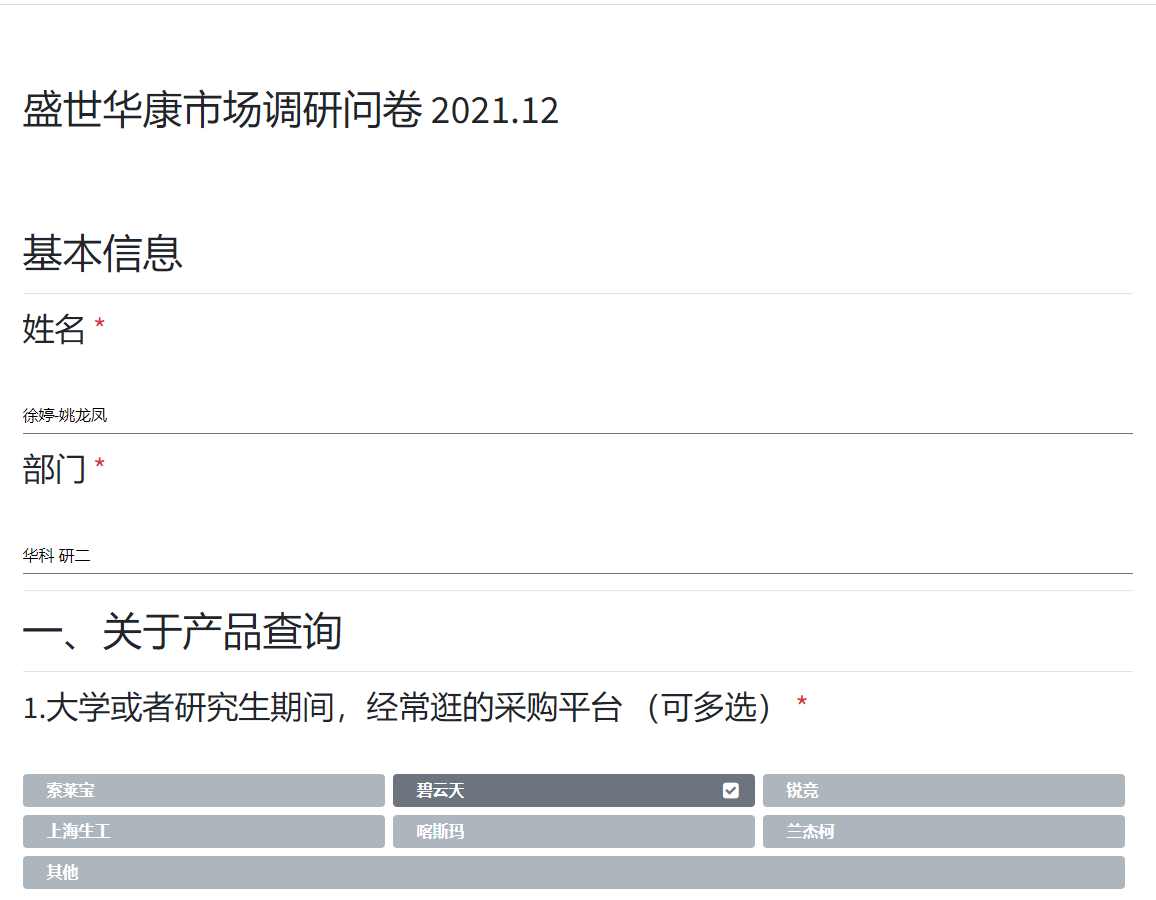 盛世华康市场调研问卷 2021.12
基本信息
姓名 *
徐婷-姚龙凤
部门 *
华科 研二
一、关于产品查询
1.大学或者研究生期间，经常逛的采购平台 （可多选） *
索莱宝
碧云天
锐竞
上海生工
喀斯玛
兰杰柯
其他